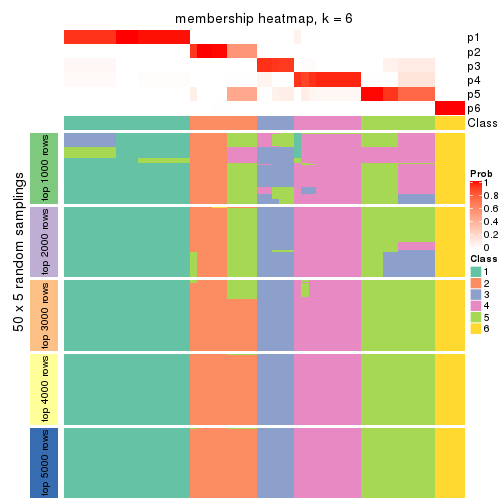 membership heatmap, k = 6
p1
p2
p3
p4
p5
p6
Class
50 x 5 random samplings
top 1000 rows
top 2000 rows
top 3000 rows
top 4000 rows
top 5000 rows
Prob
1
0.8
0.6
0.4
0.2
0
Class
1
2
3
4
5
6